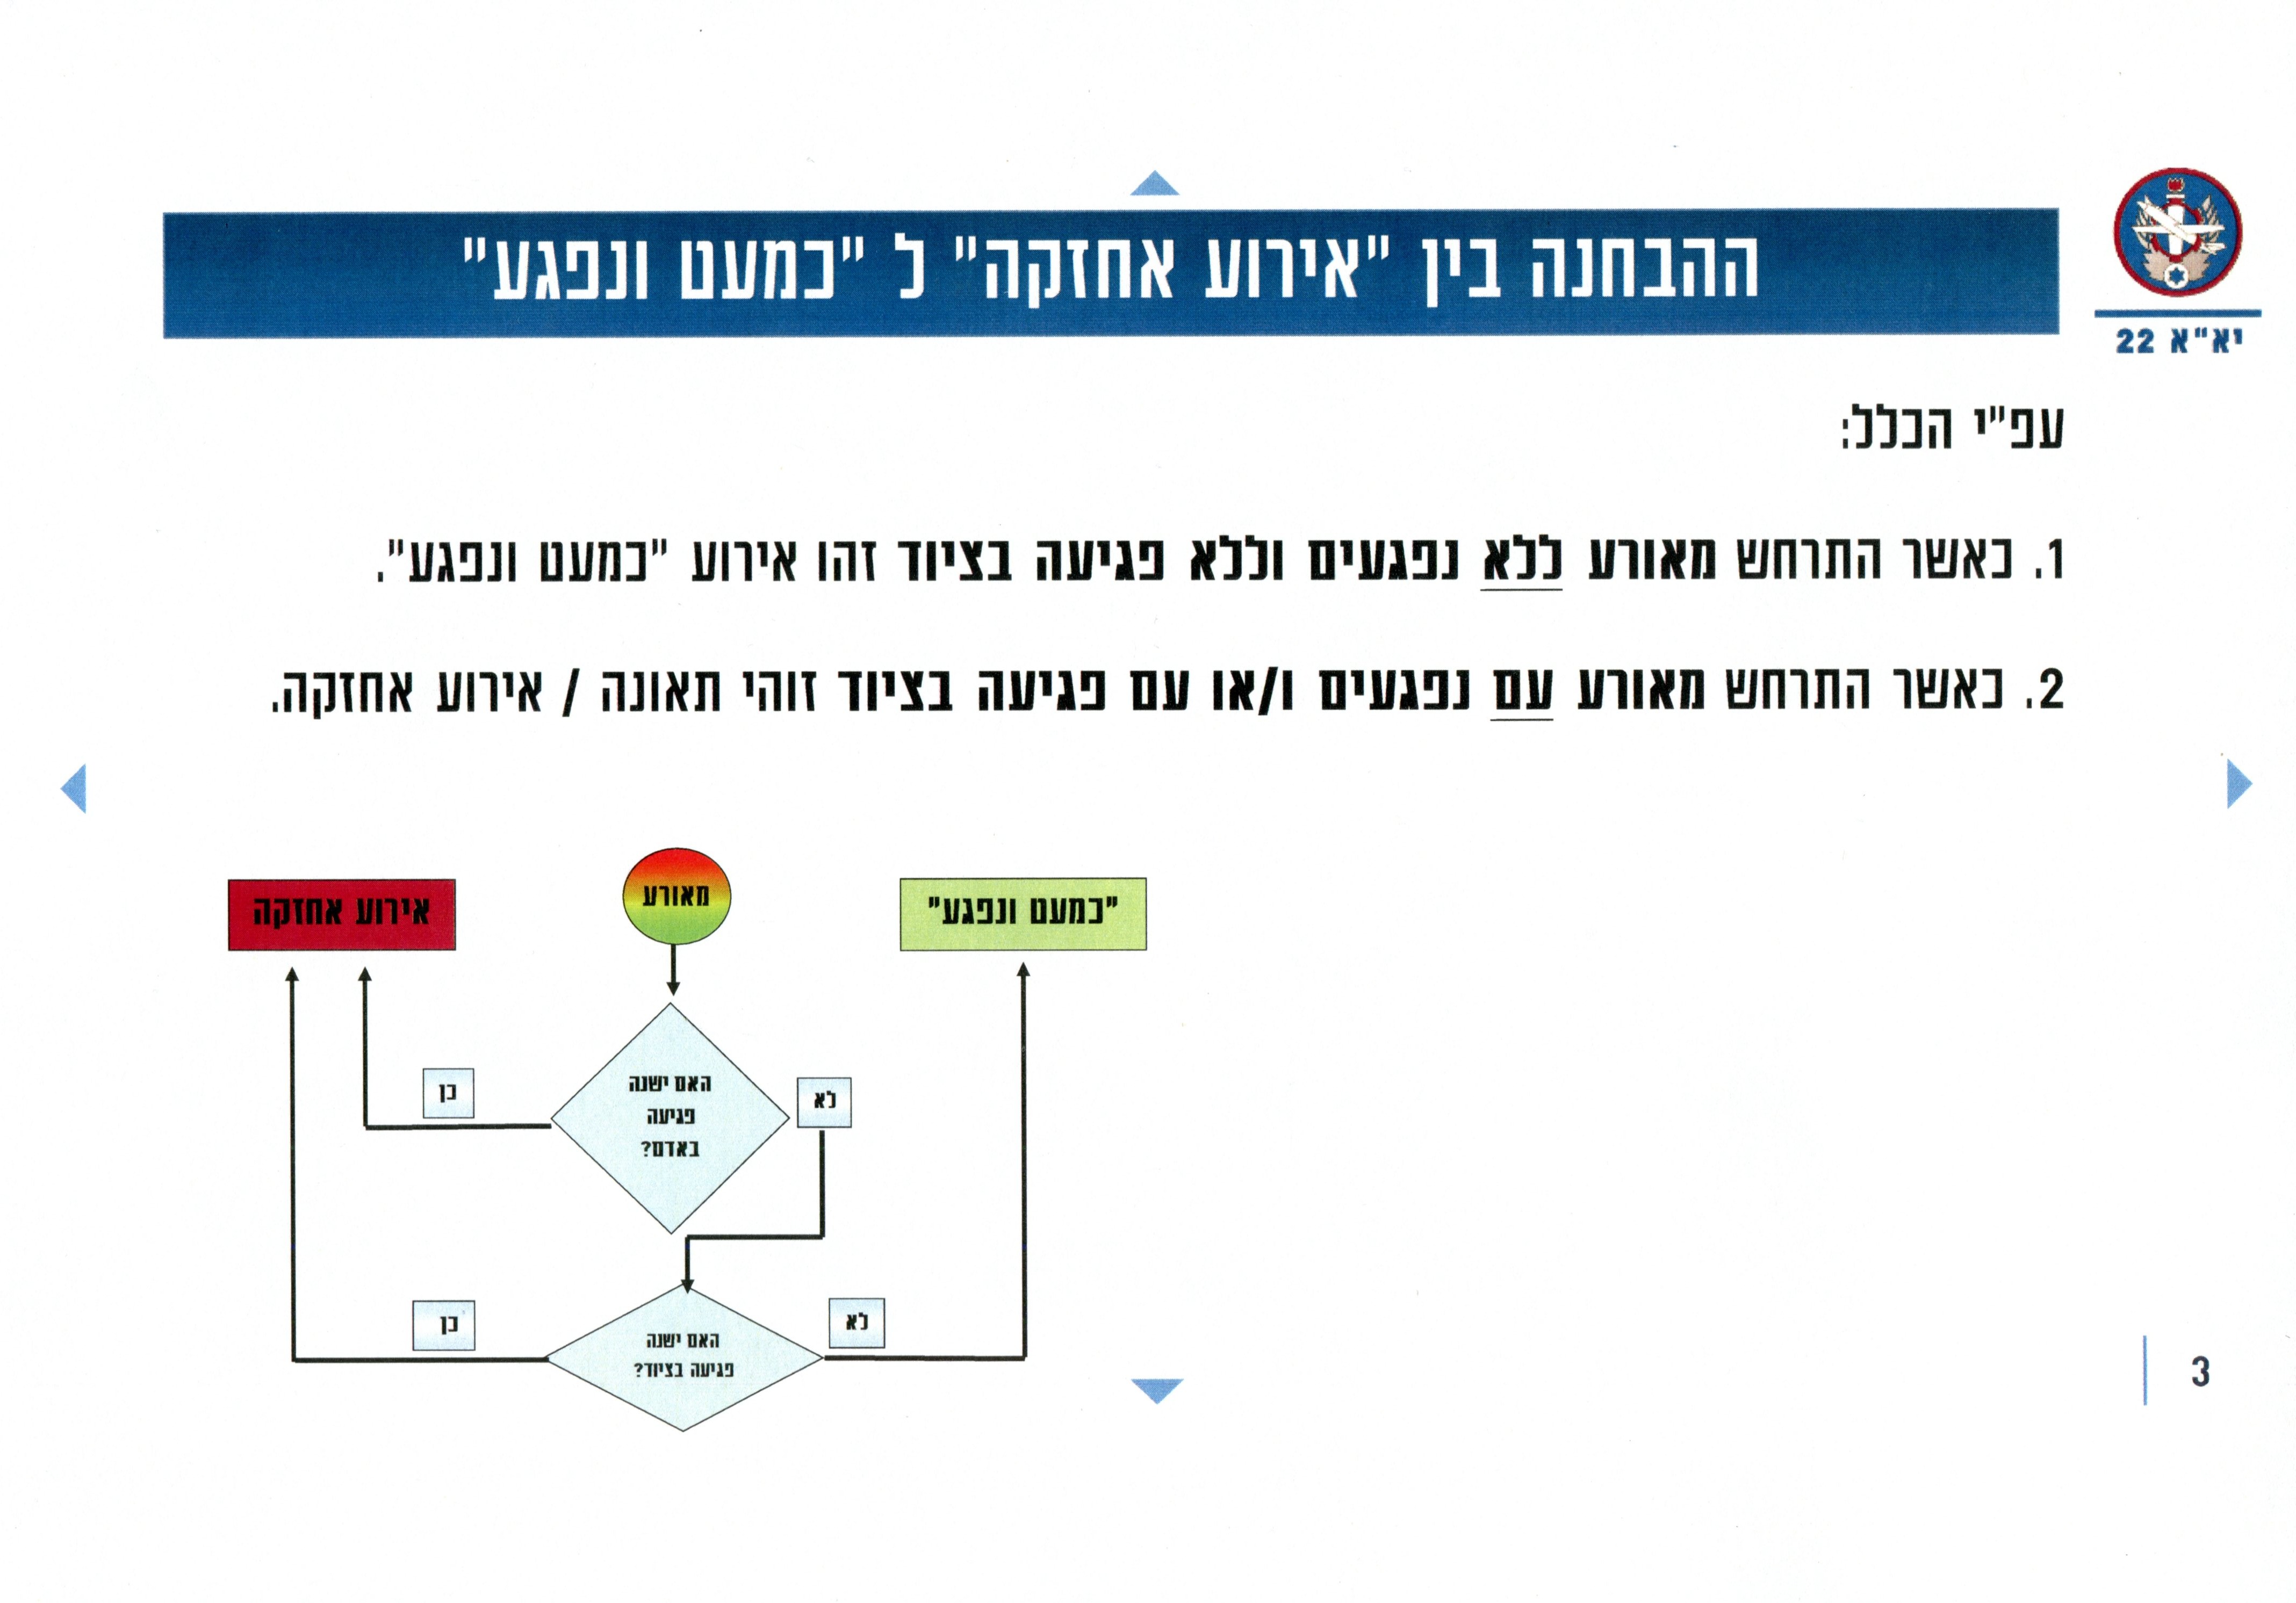 יא"א 22
ההבחנה בין "אירוע אחזקה" ל "כמעט ונפגע"
עפ"י הכלל:
1. כאשר התרחש מאורע ללא נפגעים וללא פגיעה בציוד זהו אירוע "כמעט ונפגע".
2. כאשר התרחש מאורע עם נפגעים ו/או עם פגיעה בציוד זוהי תאונה / אירוע אחזקה.
"כמעט ונפגע"
מאורע
אירוע אחזקה
האם ישנה
פגיעה
באדם?
לא
כן
האם ישנה
פגיעה בציוד?
לא
כן
3